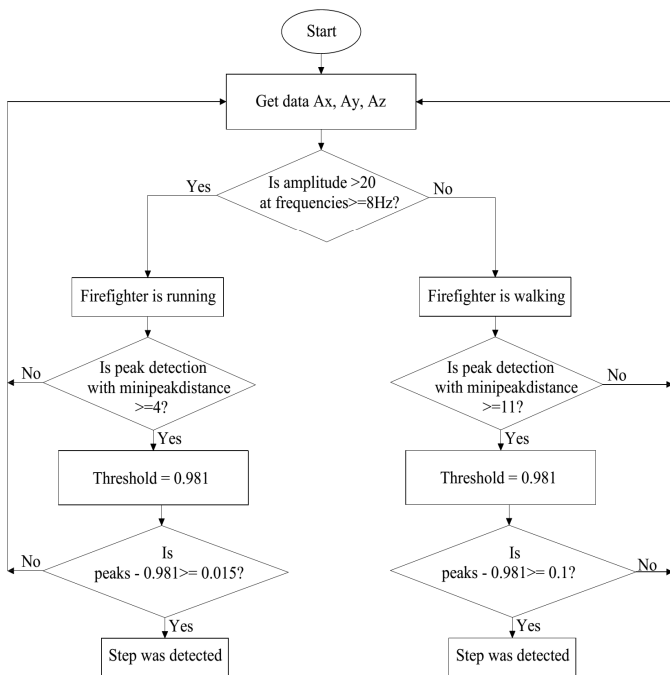 Start
Get data Ax, Ay, Az
Is amplitude >20
at frequencies>=8Hz?
Yes
No
Firefighter is running
Firefighter is walking
Is peak detection
with minipeakdistance
>=4?
No
Yes
Is peak detection
with minipeakdistance
>=11?
No
Yes
Threshold = 0.981
Threshold = 0.981
Is
peaks - 0.981>= 0.015?
No
Yes
Is
peaks - 0.981>= 0.1?
No
Yes
Step was detected
Step was detected